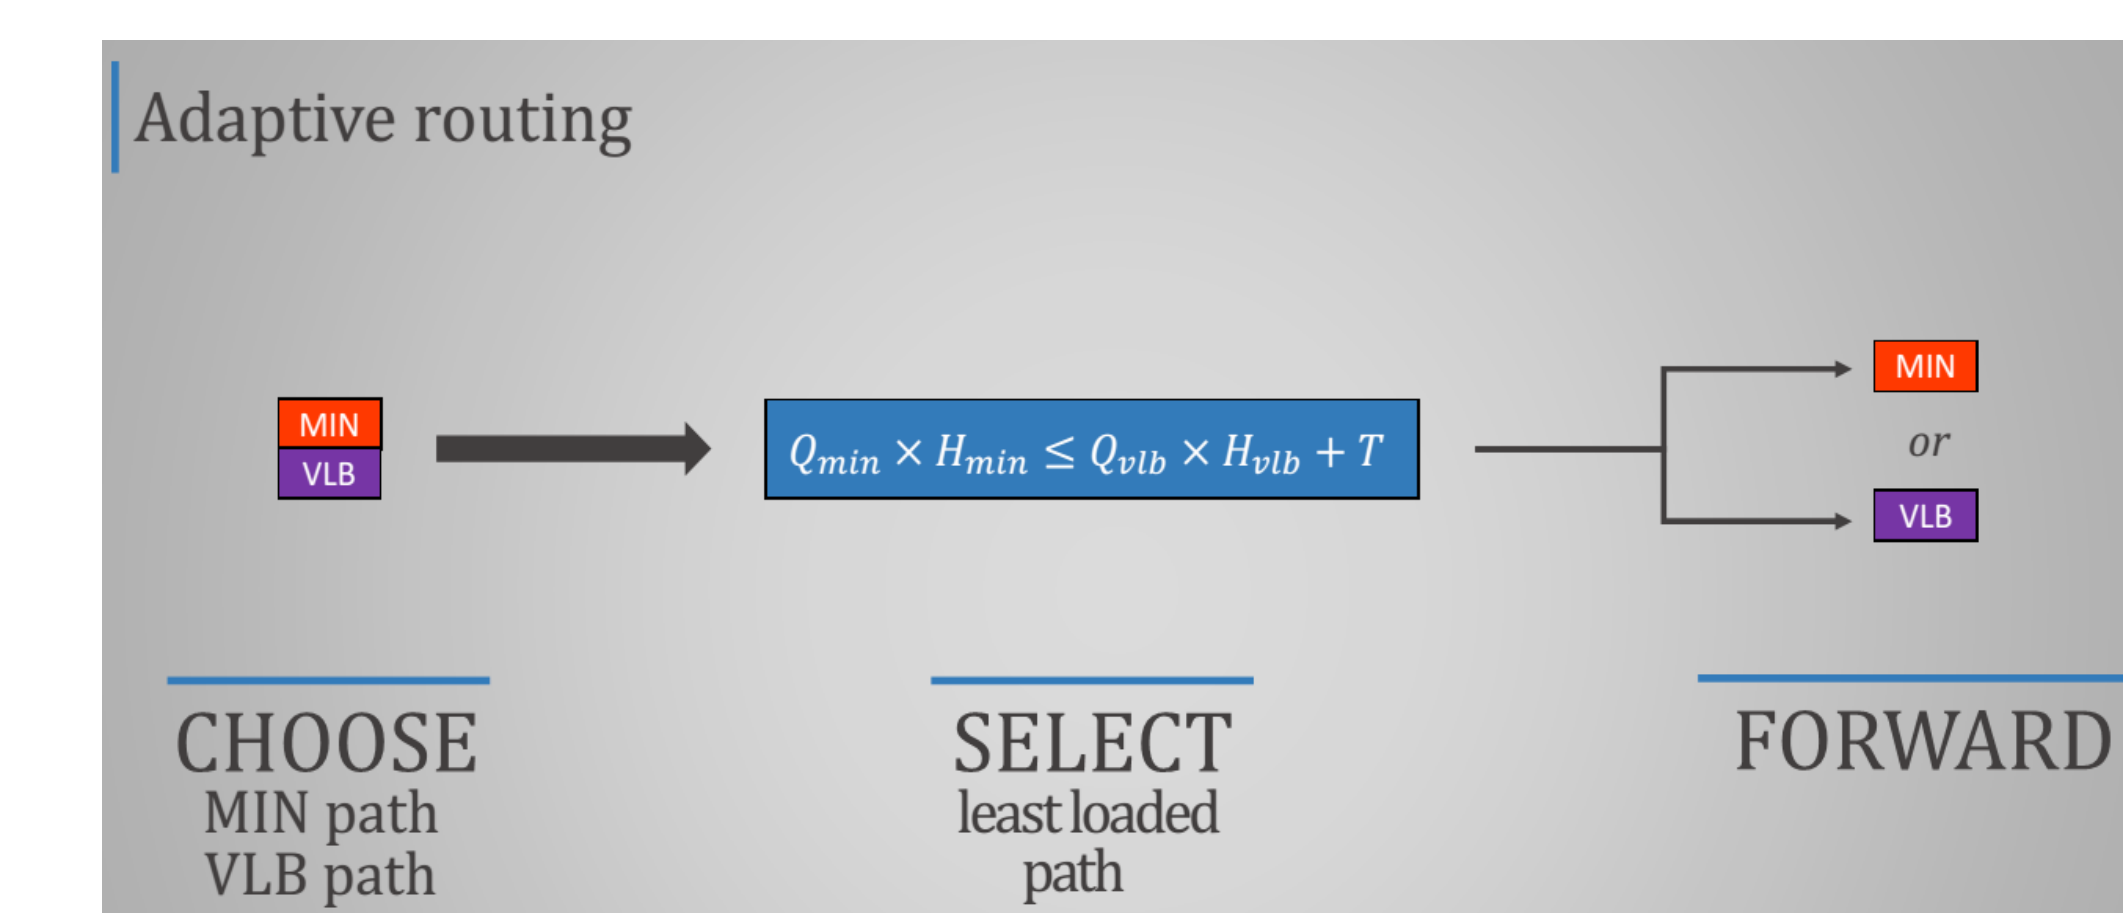 Adaptive routing
MIN
VLB
Q_min × H_min ≤ Q_vlb × H_vlb + T
MIN
or
VLB
CHOOSE
MIN path
VLB path
SELECT
least loaded
path
FORWARD